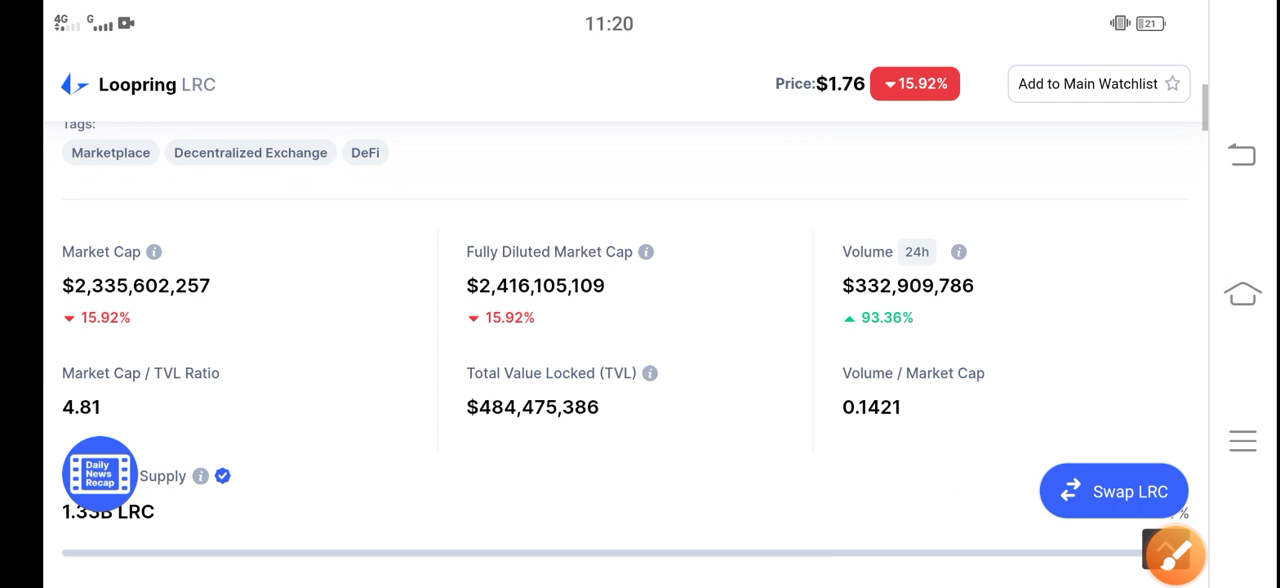 4G G 11:20 21
Loopring LRC Price:$1.76 15.92% Add to Main Watchlist
Tags:
Marketplace Decentralized Exchange DeFi
Market Cap Fully Diluted Market Cap Volume 24h
$2,335,602,257 $2,416,105,109 $332,909,786
15.92% 15.92% 93.36%
Market Cap / TVL Ratio Total Value Locked (TVL) Volume / Market Cap
4.81 $484,475,386 0.1421
Daily
News
Recap
Supply
Swap LRC
LRC
%